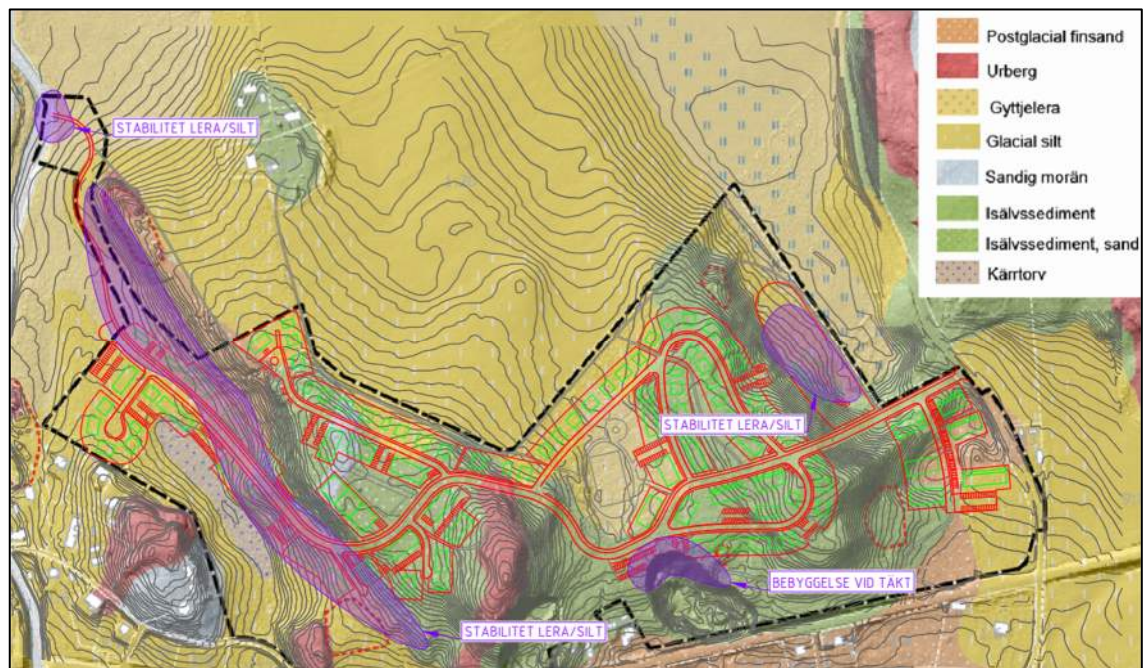 Postglacial finsand
Urberg
Gyttjelera
Glacial silt
Sandig morän
Isälvssediment
Isälvssediment, sand
Kärrtorv
STABILITET LERA/SILT
STABILITET LERA/SILT
BEBYGGELSE VID TÄKT
STABILITET LERA/SILT